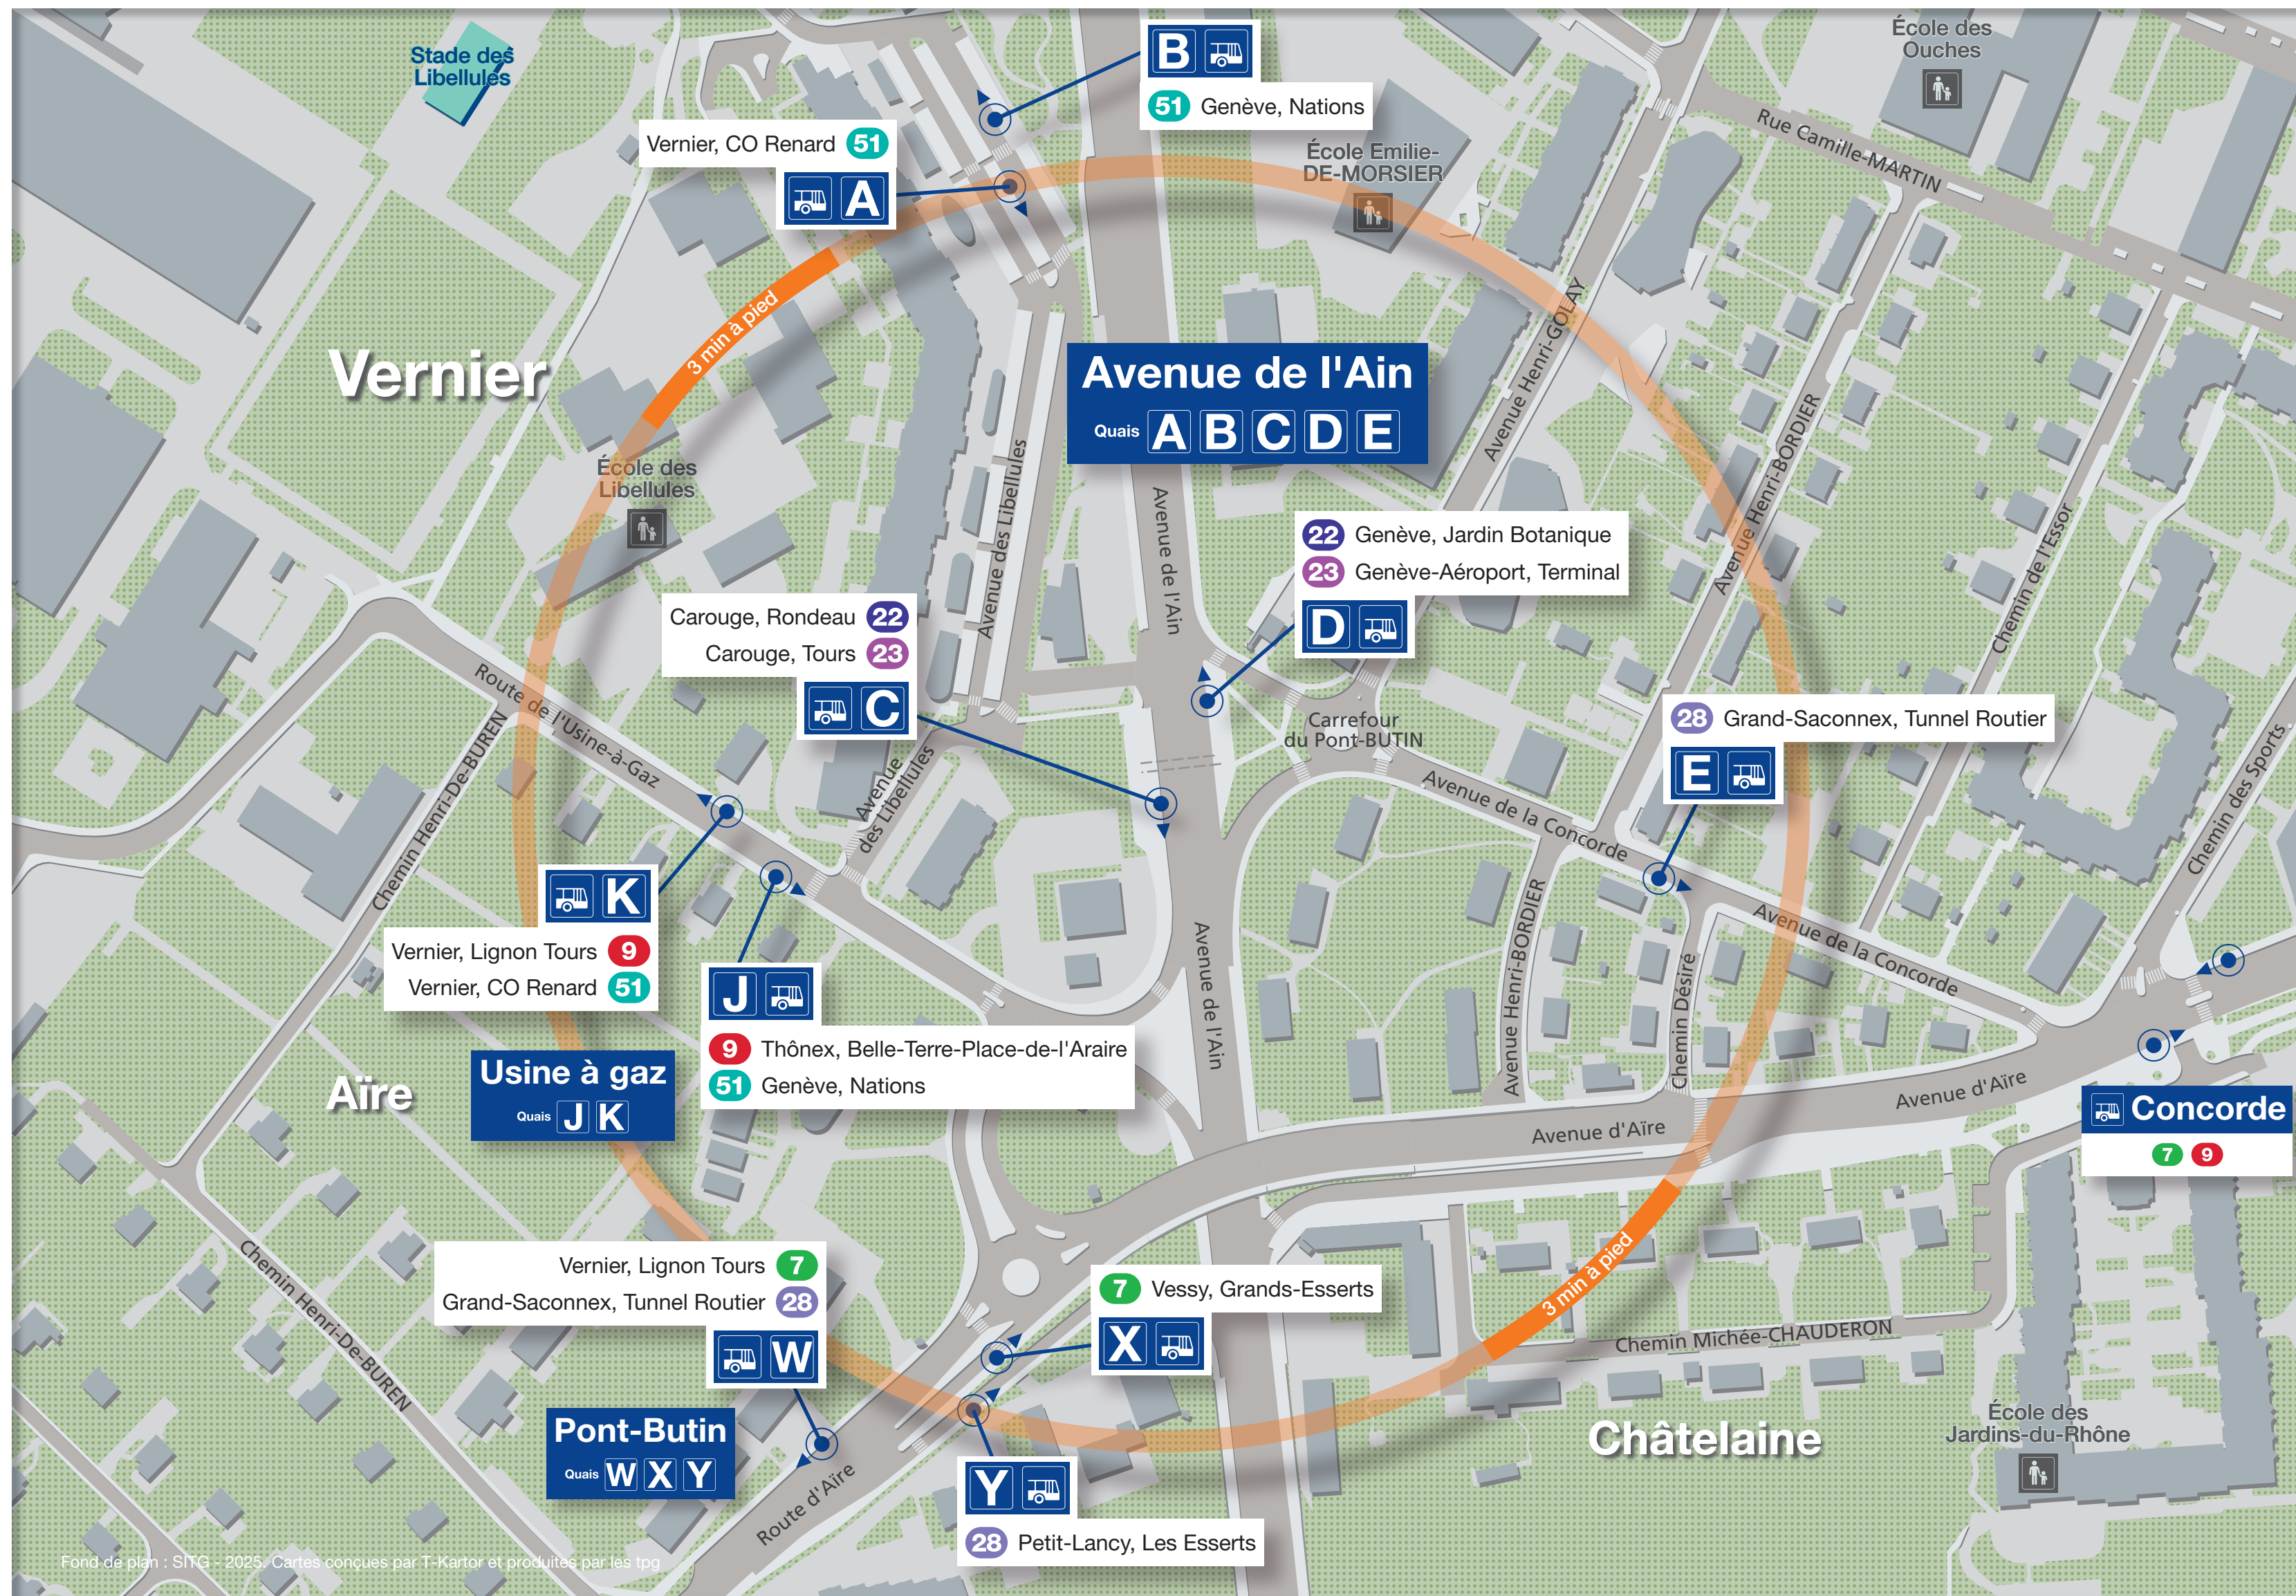 Stade des
Libellules
B
51 Genève, Nations
École des
Ouches
Vernier, CO Renard 51
A
École Emilie-
DE-MORSIER
Rue Camille-MARTIN
3 min à pied
Vernier
Avenue de l'Ain
Quais A B C D E
Avenue Henri-GOLAY
Avenue Henri-BORDIER
École des
Libellules
Avenue des Libellules
Avenue de l'Ain
22 Genève, Jardin Botanique
23 Genève-Aéroport, Terminal
D
Chemin de l'Essor
Carouge, Rondeau 22
Carouge, Tours 23
C
Route de l'Usine-à-Gaz
Chemin Henri-De-BUREN
Avenue
des Libellules
Carrefour
du Pont-BUTIN
28 Grand-Saconnex, Tunnel Routier
E
Avenue de la Concorde
Chemin des Sports
K
Vernier, Lignon Tours 9
Vernier, CO Renard 51
J
9 Thônex, Belle-Terre-Place-de-l'Araire
51 Genève, Nations
Avenue de l'Ain
Avenue Henri-BORDIER
Chemin Désiré
Avenue de la Concorde
Aïre
Usine à gaz
Quais J K
Avenue d'Aïre
Avenue d'Aïre
Concorde
7 9
Chemin Henri-De-BUREN
Vernier, Lignon Tours 7
Grand-Saconnex, Tunnel Routier 28
W
7 Vessy, Grands-Esserts
X
3 min à pied
Chemin Michée-CHAUDERON
Pont-Butin
Quais W X Y
Route d'Aïre
Y
28 Petit-Lancy, Les Esserts
Châtelaine
École des
Jardins-du-Rhône
Fond de plan : SITG - 2025. Cartes conçues par T-Kartor et produites par les tpg